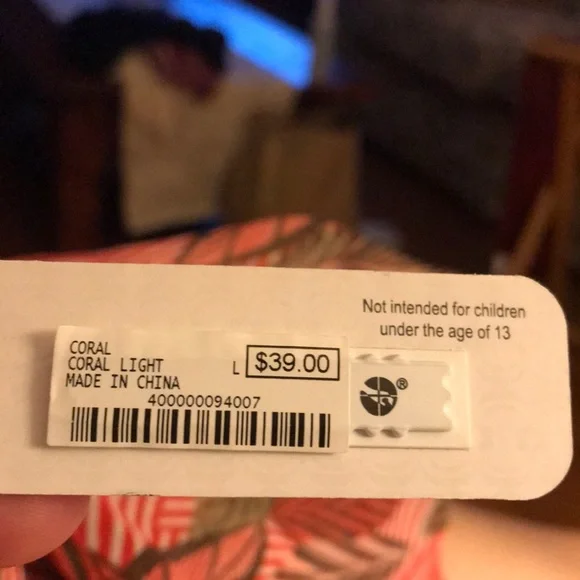 Not intended for children
under the age of 13
CORAL
CORAL LIGHT
L $39.00
MADE IN CHINA
400000094007
®